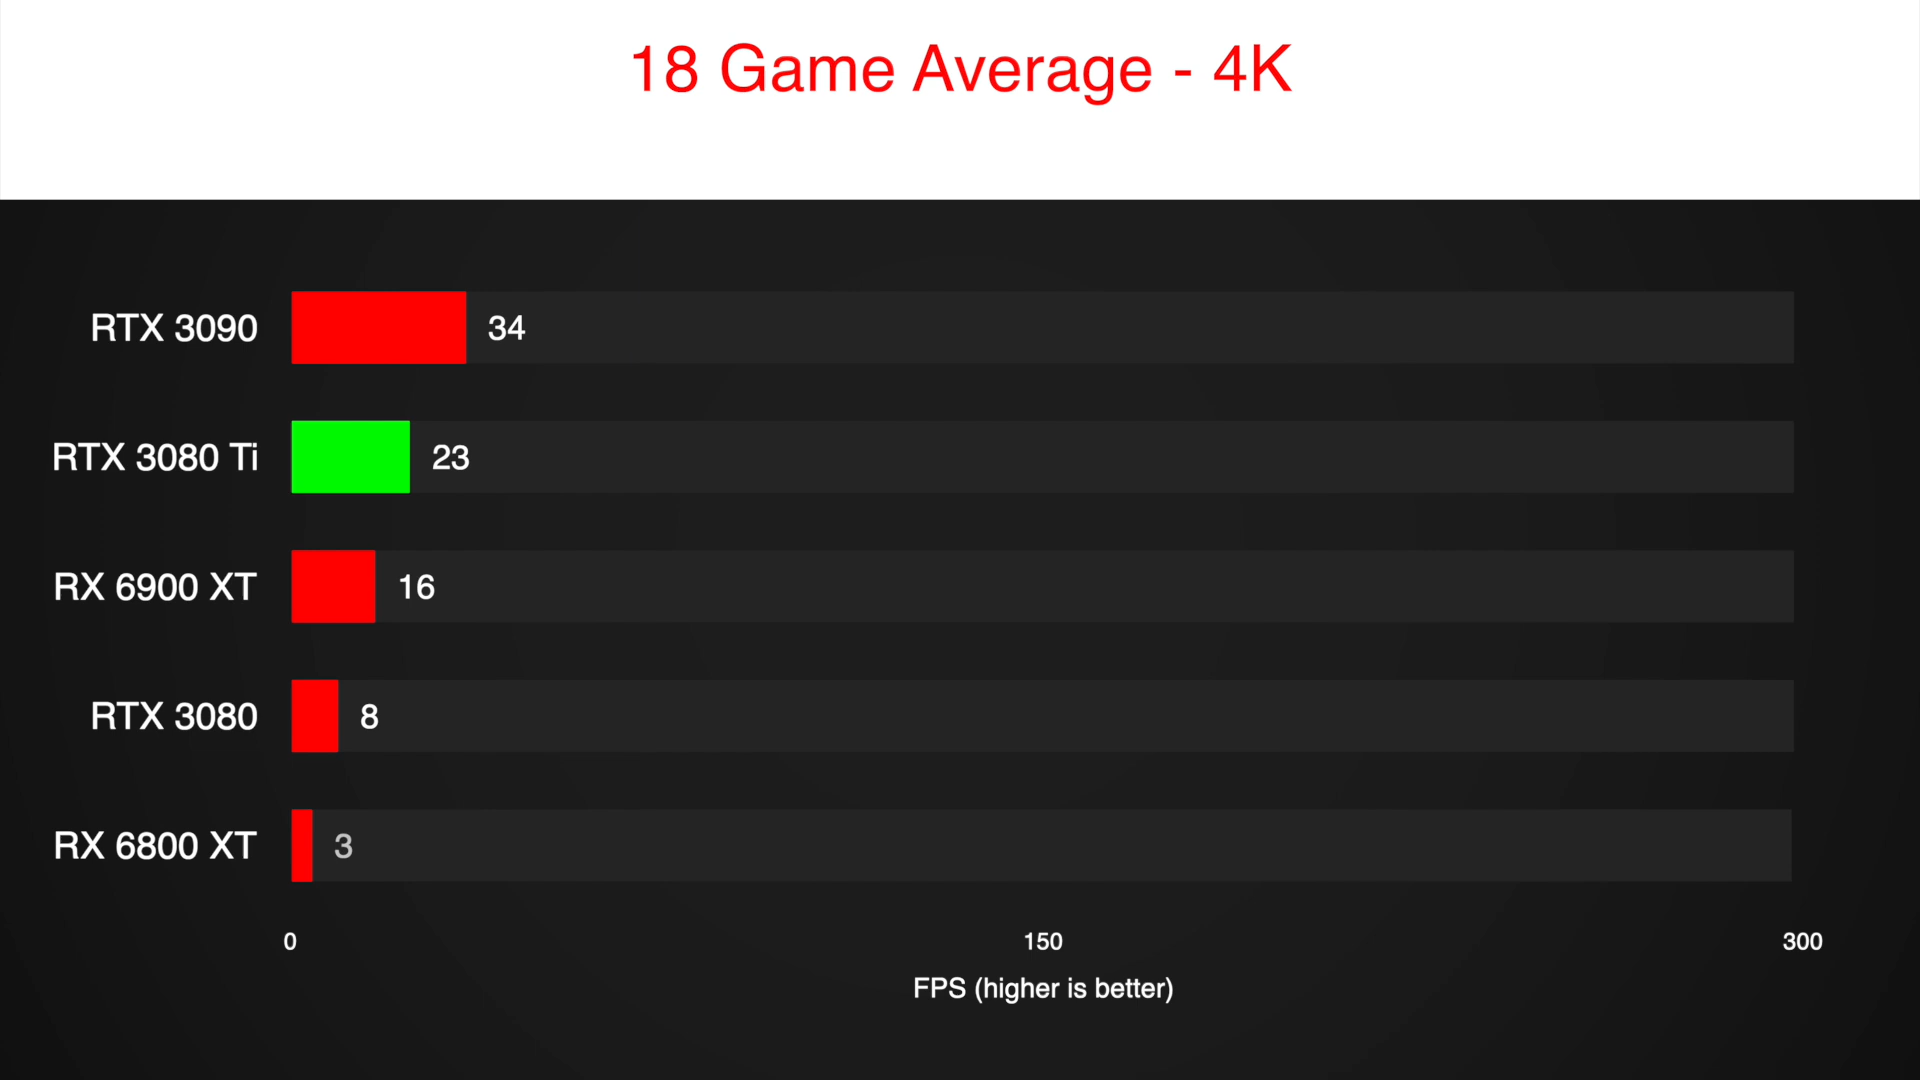 18 Game Average - 4K
RTX 3090
34
RTX 3080 Ti
23
RX 6900 XT
16
RTX 3080
8
RX 6800 XT
3
0 150 300
FPS (higher is better)